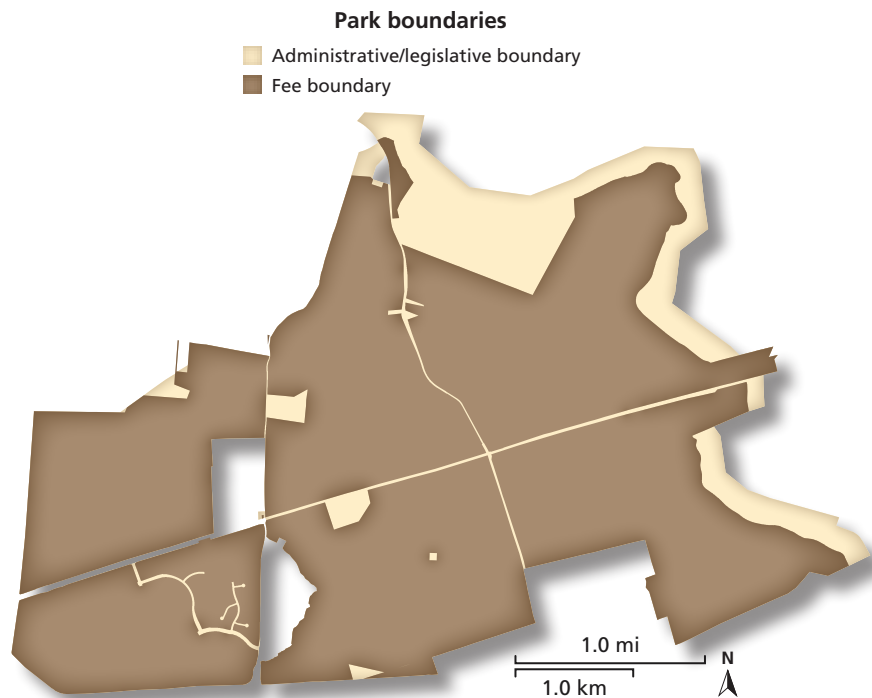 Park boundaries
Administrative/legislative boundary
Fee boundary
1.0 mi
N
1.0 km